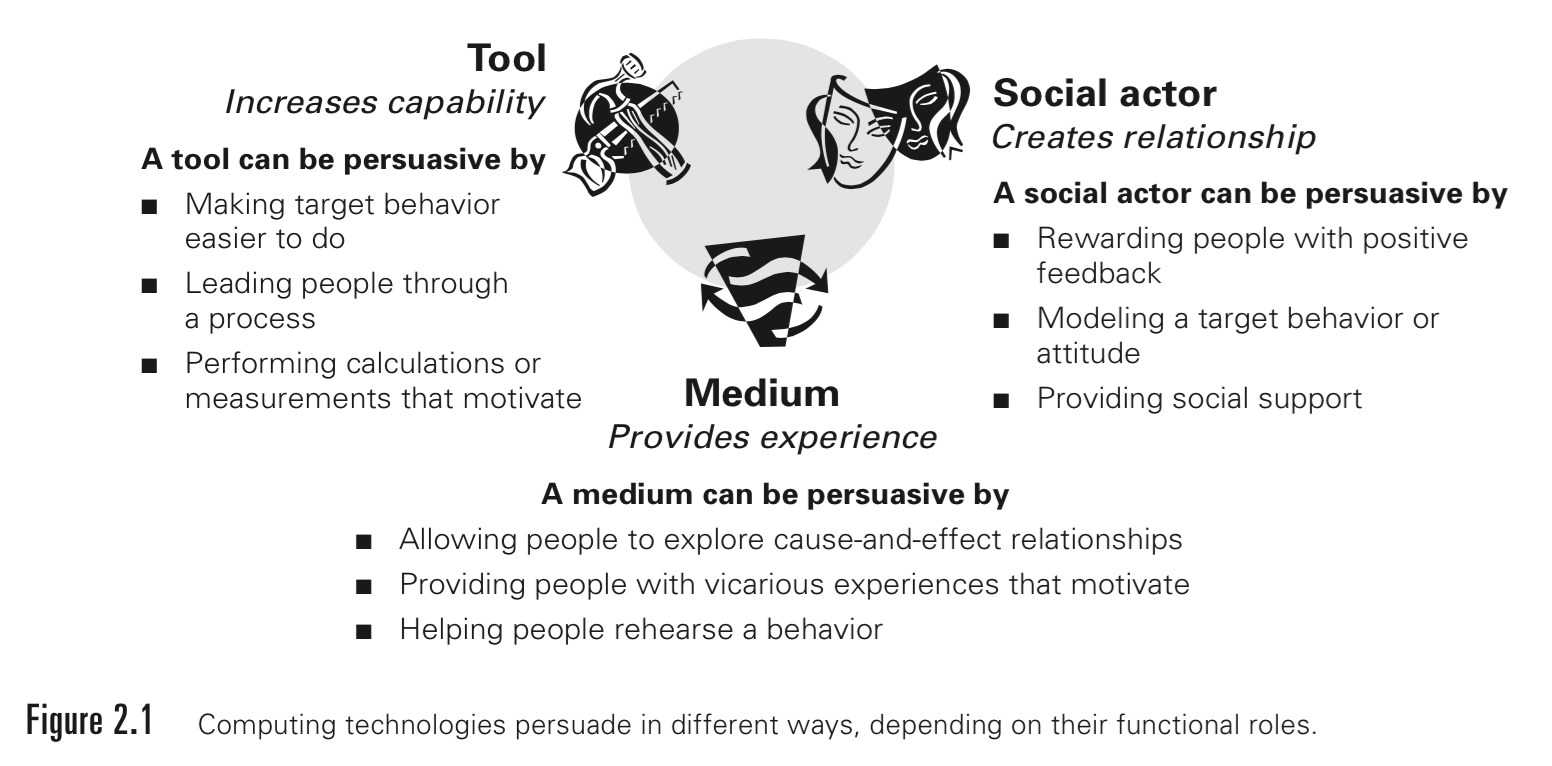 Tool
Increases capability
A tool can be persuasive by
■ Making target behavior
easier to do
■ Leading people through
a process
■ Performing calculations or
measurements that motivate
Social actor
Creates relationship
A social actor can be persuasive by
■ Rewarding people with positive
feedback
■ Modeling a target behavior or
attitude
■ Providing social support
Medium
Provides experience
A medium can be persuasive by
■ Allowing people to explore cause-and-effect relationships
■ Providing people with vicarious experiences that motivate
■ Helping people rehearse a behavior
Figure 2.1 Computing technologies persuade in different ways, depending on their functional roles.